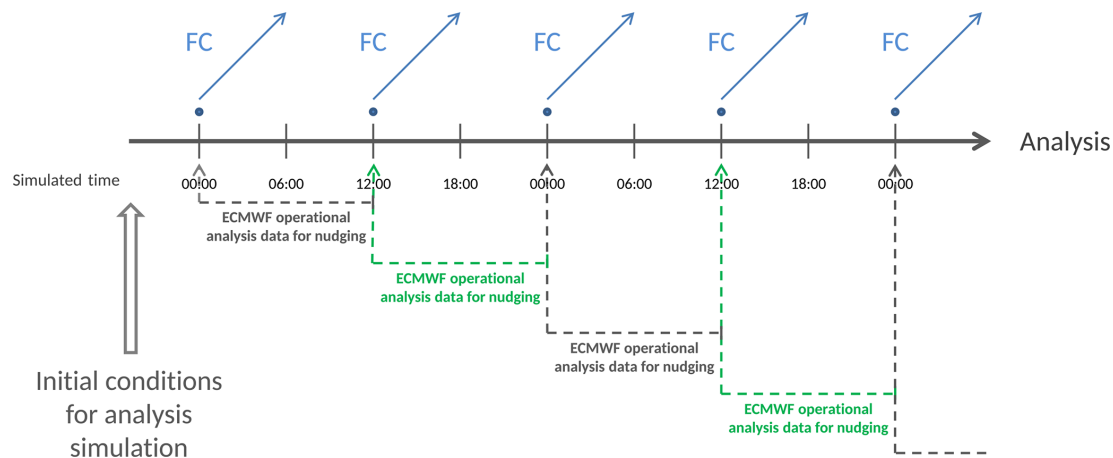 FC FC FC FC FC
Analysis
Simulated time
00:00 06:00 12:00 18:00 00:00 06:00 12:00 18:00 00:00
ECMWF operational
analysis data for nudging
ECMWF operational
analysis data for nudging
ECMWF operational
analysis data for nudging
ECMWF operational
analysis data for nudging
Initial conditions
for analysis
simulation